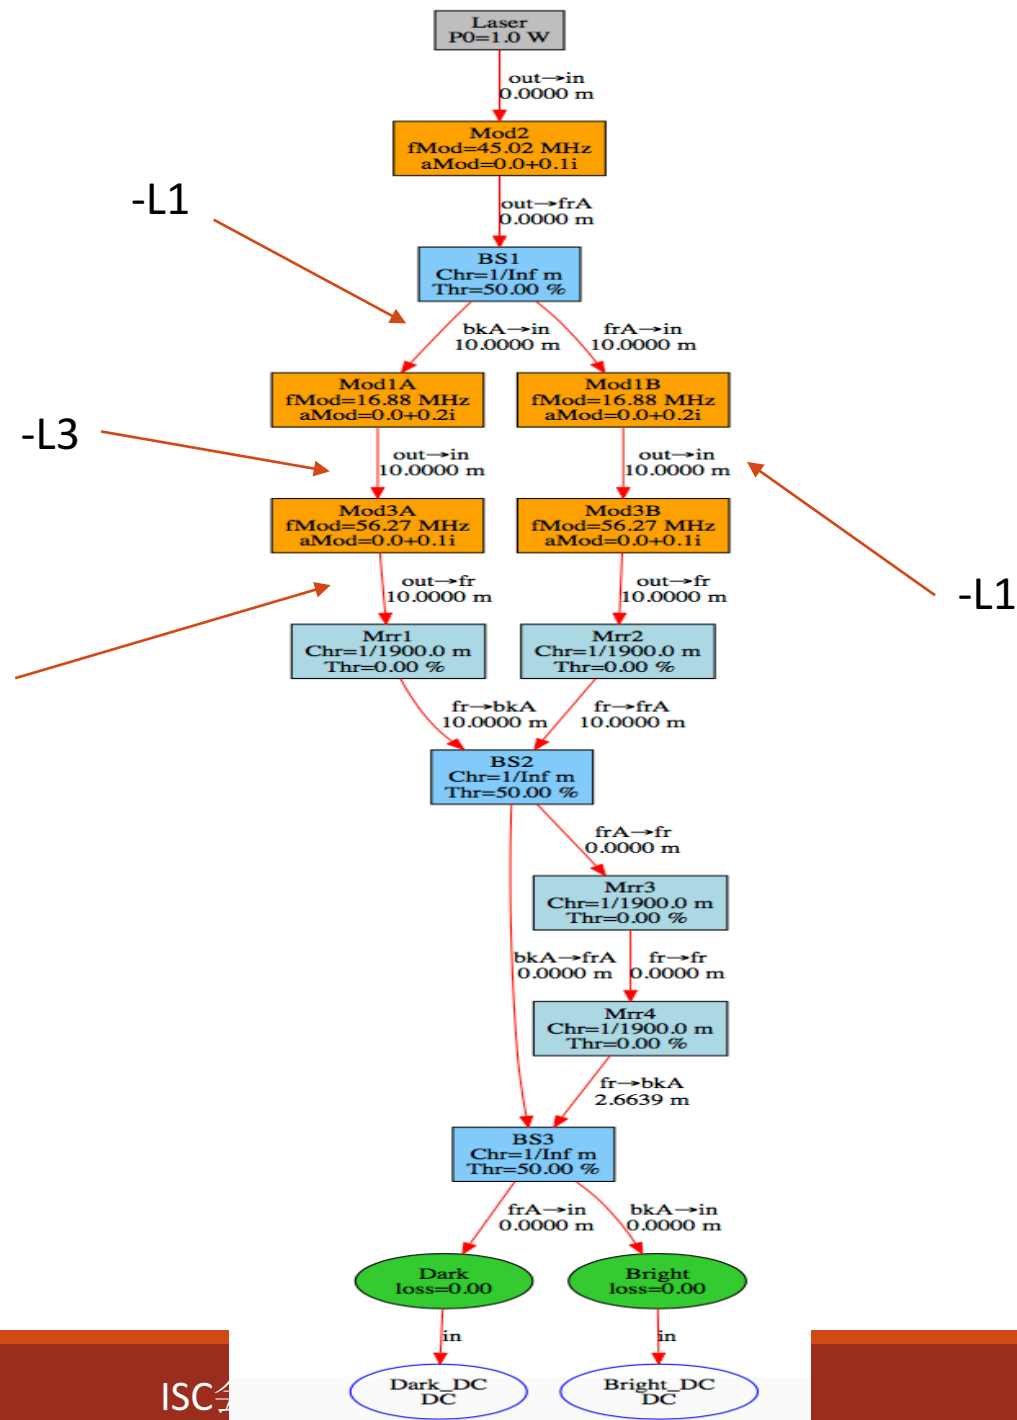 Laser
P0=1.0 W
out→in
0.0000 m
Mod2
fMod=45.02 MHz
aMod=0.0+0.1i
-L1
out→frA
0.0000 m
BS1
Chr=1/Inf m
Thr=50.00 %
bkA→in
10.0000 m
frA→in
10.0000 m
Mod1A
fMod=16.88 MHz
aMod=0.0+0.2i
Mod1B
fMod=16.88 MHz
aMod=0.0+0.2i
-L3
out→in
10.0000 m
out→in
10.0000 m
Mod3A
fMod=56.27 MHz
aMod=0.0+0.1i
Mod3B
fMod=56.27 MHz
aMod=0.0+0.1i
-L1
out→fr
10.0000 m
out→fr
10.0000 m
Mrr1
Chr=1/1900.0 m
Thr=0.00 %
Mrr2
Chr=1/1900.0 m
Thr=0.00 %
fr→bkA
10.0000 m
fr→frA
10.0000 m
BS2
Chr=1/Inf m
Thr=50.00 %
frA→fr
0.0000 m
Mrr3
Chr=1/1900.0 m
Thr=0.00 %
bkA→frA
0.0000 m
fr→fr
0.0000 m
Mrr4
Chr=1/1900.0 m
Thr=0.00 %
fr→bkA
2.6639 m
BS3
Chr=1/Inf m
Thr=50.00 %
frA→in
0.0000 m
bkA→in
0.0000 m
Dark
loss=0.00
Bright
loss=0.00
in
in
Dark_DC
DC
Bright_DC
DC
ISC